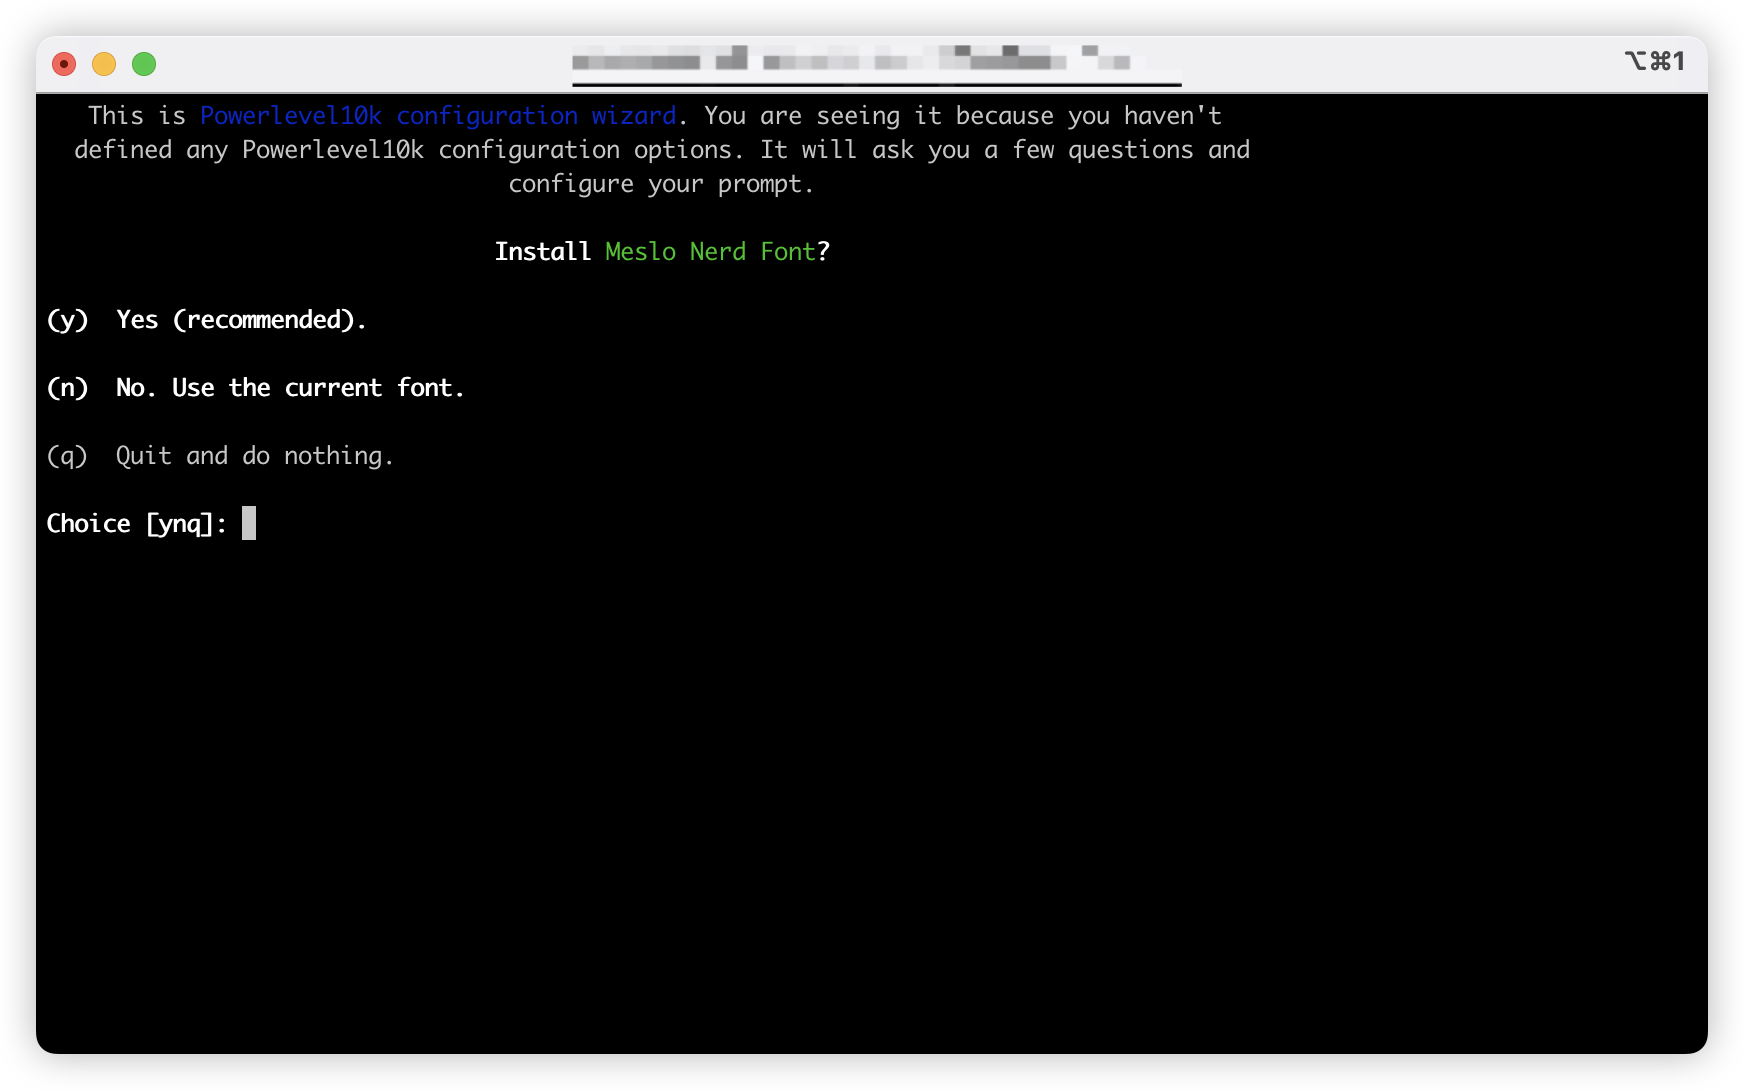 ⌥⌘1
This is Powerlevel10k configuration wizard. You are seeing it because you haven't
defined any Powerlevel10k configuration options. It will ask you a few questions and
configure your prompt.
Install Meslo Nerd Font?
(y)  Yes (recommended).
(n)  No. Use the current font.
(q)  Quit and do nothing.
Choice [ynq]: